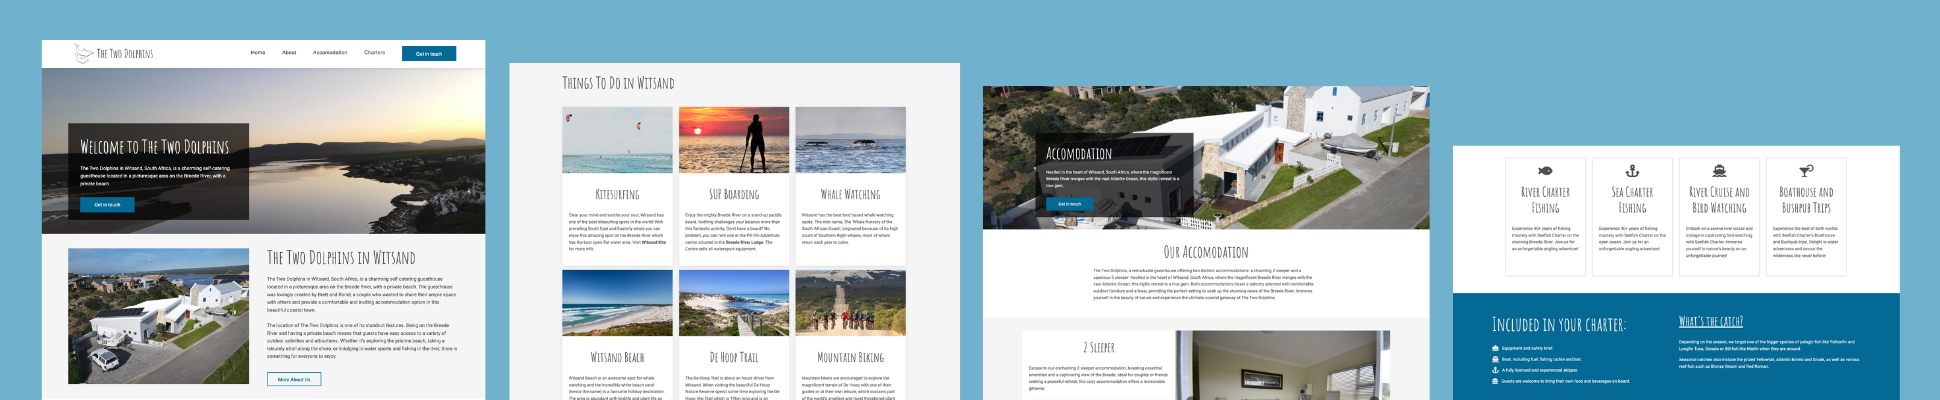 The Two Dolphins
Home
About
Accomodation
Charters
Get in touch
Welcome to The Two Dolphins
The Two Dolphins in Witsand, South Africa, is a charming self-catering
guesthouse located in a picturesque area on the Breede River, with a
private beach.
Get in touch
The Two Dolphins in Witsand
The Two Dolphins in Witsand, South Africa, is a charming self-catering guesthouse
located in a picturesque area on the Breede River, with a private beach. The guesthouse
was lovingly created by Brett and Ronel, a couple who wanted to share their ample space
with others and provide a comfortable and inviting accommodation option in this
beautiful coastal town.
The location of The Two Dolphins is one of its standout features. Being on the Breede
River and having a private beach means that guests have easy access to a variety of
outdoor activities and attractions. Whether it's exploring the pristine beach, taking a
leisurely stroll along the shore, or indulging in water sports and fishing in the river, there is
something for everyone to enjoy.
More About Us
Things To Do in Witsand
Kitesurfing
Clear your mind and soothe your soul, Witsand has
one of the best kitesurfing spots in the world! With
prevailing South East and Easterly winds you can
enjoy this amazing spot on the Breede River which
has the best open flat water area. Visit Witsand Kite
for more info.
SUP Boarding
Enjoy the mighty Breede River on a stand-up paddle
board. Nothing challenges your balance more than
this fantastic activity. Don't have a board? No
problem, you can rent one at the Pili Pili Adventure
centre situated in the Breede River Lodge. The
Centre sells all watersport equipment.
Whale Watching
Witsand has the best land based whale watching
spots. The nickname, The Whale Nursery of the
South African Coast, originated because of its high
count of Southern Right whales, most of whom
return each year to calve.
Witsand Beach
Witsand Beach is an awesome spot for whale
watching and the incredible white beach sand
(hence the name) is a favourite holiday destination.
The area is abundant with birdlife and plant life so
De Hoop Trail
The De Hoop Trail is about an hours drive from
Witsand. When visiting the beautiful De Hoop
Nature Reserve spend some time exploring the De
Hoop Vlei Trail which is 19km long and is an
Mountain Biking
Mountain bikers are encouraged to explore the
magnificent terrain of De Hoop with one of their
guides or at their own leisure, which sustains part
of the world's smallest and most threatened plant
Accomodation
Nestled in the heart of Witsand, South Africa, where the magnificent
Breede River merges with the vast Atlantic Ocean, this idyllic retreat is a
true gem.
Get in touch
Our Accomodation
The Two Dolphins, a remarkable guesthouse offering two distinct accommodations: a charming 2 sleeper and a
spacious 5 sleeper. Nestled in the heart of Witsand, South Africa, where the magnificent Breede River merges with the
vast Atlantic Ocean, this idyllic retreat is a true gem. Both accommodations boast a balcony adorned with comfortable
outdoor furniture and a braai, providing the perfect setting to soak up the stunning views of the Breede River. Immerse
yourself in the beauty of nature and experience the ultimate coastal getaway at The Two Dolphins.
2 Sleeper
Escape to our enchanting 2 sleeper accommodation, boasting essential
amenities and a captivating view of the Breede. Ideal for couples or friends
seeking a peaceful retreat, this cozy accommodation offers a memorable
getaway.
River Charter
Fishing
Experience 40+ years of fishing
mastery with Seafish Charter on the
stunning Breede River. Join us for
an unforgettable angling adventure!
Sea Charter
Fishing
Experience 40+ years of fishing
mastery with Seafish Charter on the
open ocean. Join us for an
unforgettable angling adventure!
River Cruise and
Bird Watching
Embark on a serene river cruise and
indulge in captivating bird-watching
with Seafish Charter. Immerse
yourself in nature's beauty on an
unforgettable journey!
Boathouse and
Bushpub Trips
Experience the best of both worlds
with Seafish Charter's Boathouse
and Bushpub trips. Delight in water
adventures and savour the
wilderness like never before!
Included in your charter:
Equipment and safety brief.
Boat, including fuel, fishing tackle and bait.
A fully licensed and experienced skipper.
Guests are welcome to bring their own food and beverages on board.
What's the catch?
Depending on the season, we target one of the bigger species of pelagic fish like Yellowfin and
Longfin Tuna, Dorado or Bill-fish like Marlin when they are around.
Seasonal catches also include the prized Yellowtail, Atlantic Bonito and Snoek, as well as various
reef fish such as Bronze Bream and Red Roman.